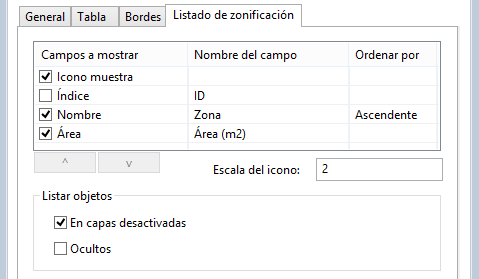 General Tabla Bordes Listado de zonificación
Campos a mostrar Nombre del campo Ordenar por
Icono muestra
Índice ID
Nombre Zona Ascendente
Área Área (m2)
^ v Escala del icono: 2
Listar objetos
En capas desactivadas
Ocultos